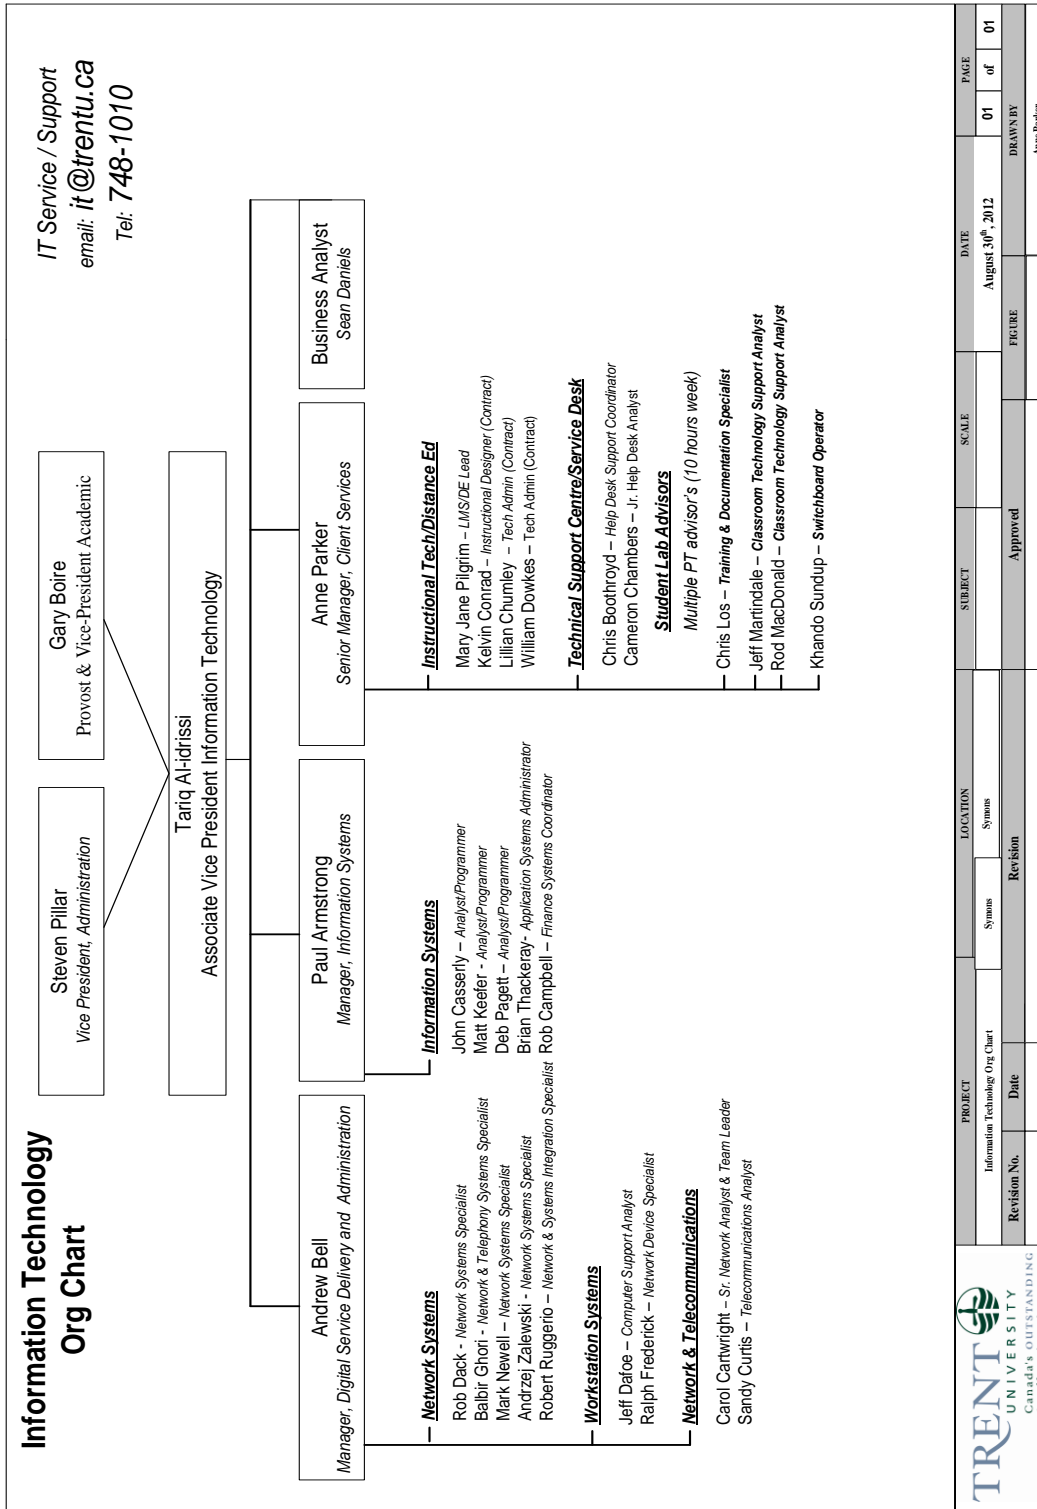 Information Technology
Org Chart
IT Service / Support
email: it@trentu.ca
Tel: 748-1010
Steven Pillar
Vice President, Administration
Gary Boire
Provost & Vice-President Academic
Tariq Al-idrissi
Associate Vice President Information Technology
Andrew Bell
Manager, Digital Service Delivery and Administration
Paul Armstrong
Manager, Information Systems
Anne Parker
Senior Manager, Client Services
Business Analyst
Sean Daniels
Network Systems
Rob Dack - Network Systems Specialist
Balbir Ghori - Network & Telephony Systems Specialist
Mark Newell – Network Systems Specialist
Andrzej Zalewski - Network Systems Specialist
Robert Ruggerio – Network & Systems Integration Specialist
Workstation Systems
Jeff Dafoe – Computer Support Analyst
Ralph Frederick – Network Device Specialist
Network & Telecommunications
Carol Cartwright – Sr. Network Analyst & Team Leader
Sandy Curtis – Telecommunications Analyst
Information Systems
John Casserly – Analyst/Programmer
Matt Keefer - Analyst/Programmer
Deb Pagett – Analyst/Programmer
Brian Thackeray- Application Systems Administrator
Rob Campbell – Finance Systems Coordinator
Instructional Tech/Distance Ed
Mary Jane Pilgrim – LMS/DE Lead
Kelvin Conrad – Instructional Designer (Contract)
Lillian Chumley – Tech Admin (Contract)
William Dowkes – Tech Admin (Contract)
Technical Support Centre/Service Desk
Chris Boothroyd – Help Desk Support Coordinator
Cameron Chambers – Jr. Help Desk Analyst
Student Lab Advisors
Multiple PT advisor's (10 hours week)
Chris Los – Training & Documentation Specialist
Jeff Martindale – Classroom Technology Support Analyst
Rod MacDonald – Classroom Technology Support Analyst
Khando Sundup – Switchboard Operator
TRENT
UNIVERSITY
Canada's OUTSTANDING
PROJECT LOCATION SUBJECT SCALE DATE PAGE
Information Technology Org Chart Symons Symons August 30th, 2012 01 of 01
Revision No. Date Revision Approved FIGURE DRAWN BY